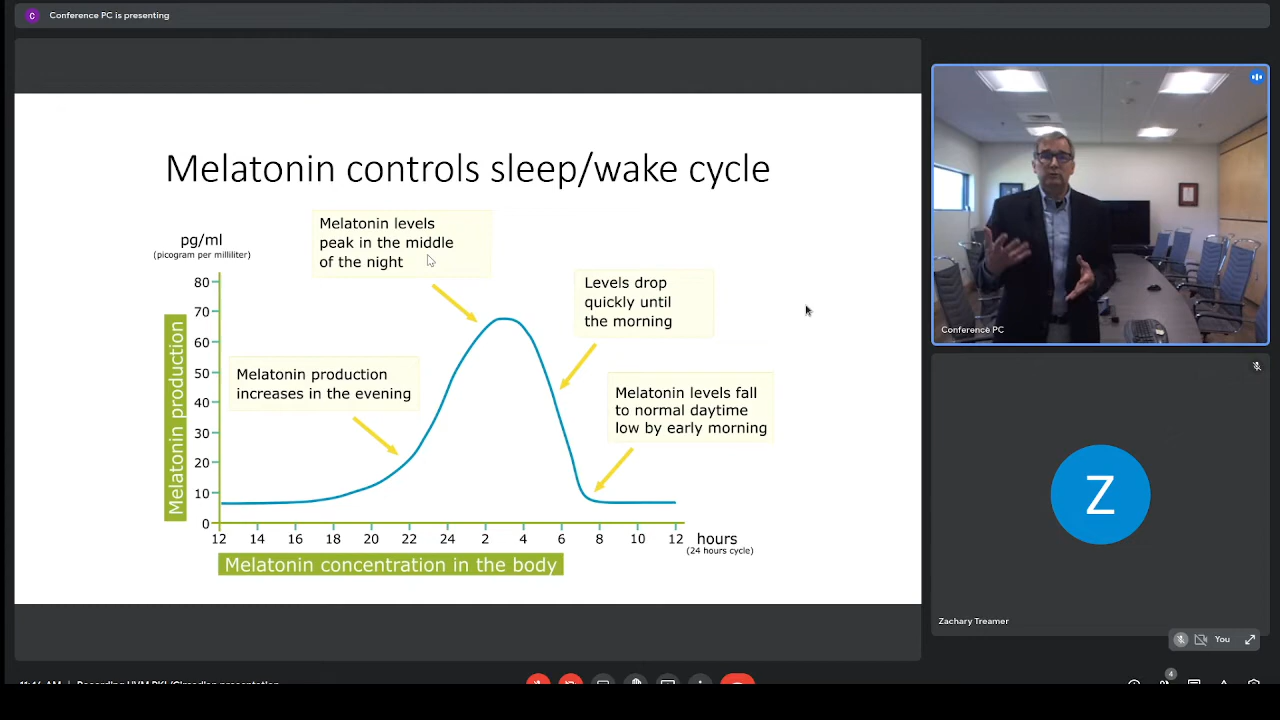 C
Conference PC is presenting
Melatonin controls sleep/wake cycle
pg/ml
(picogram per milliliter)
Melatonin levels
peak in the middle
of the night
Levels drop
quickly until
the morning
Melatonin production
increases in the evening
Melatonin levels fall
to normal daytime
low by early morning
Melatonin production
80
70
60
50
40
30
20
10
0
12 14 16 18 20 22 24 2 4 6 8 10 12 hours
(24 hours cycle)
Melatonin concentration in the body
Conference PC
Z
Zachary Treamer
You
4